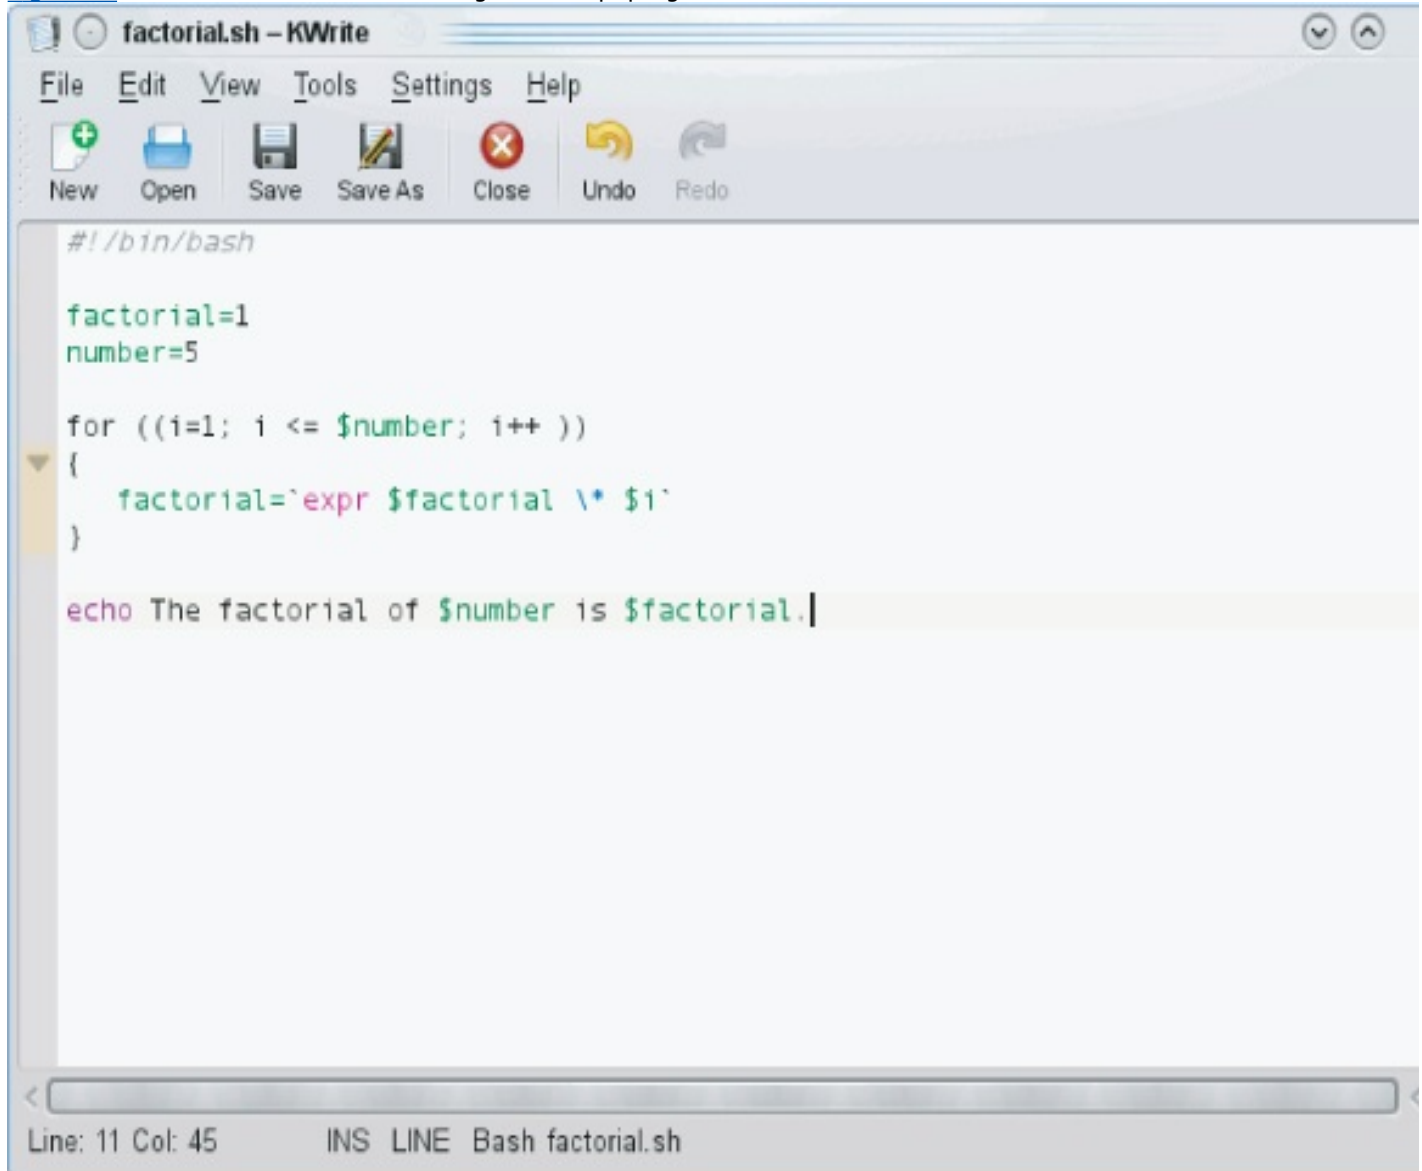 factorial.sh – KWrite
File Edit View Tools Settings Help
New Open Save Save As Close Undo Redo
#!/bin/bash
factorial=1
number=5
for ((i=1; i <= $number; i++ ))
{
factorial=`expr $factorial \* $i`
}
echo The factorial of $number is $factorial.
Line: 11 Col: 45 INS LINE Bash factorial.sh